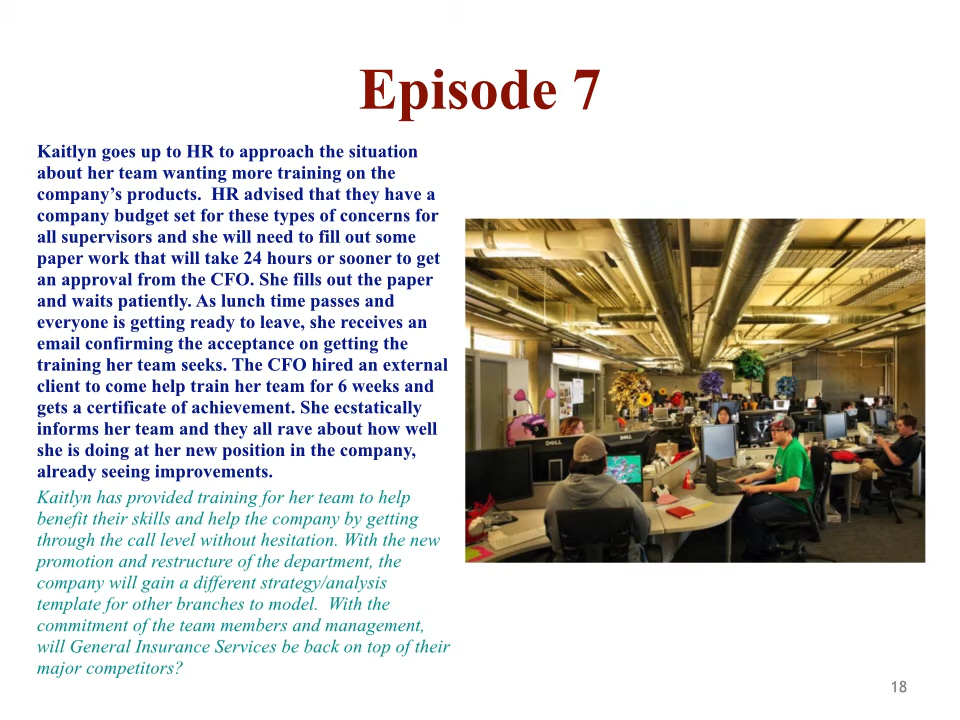 Episode 7
Kaitlyn goes up to HR to approach the situation
about her team wanting more training on the
company’s products.  HR advised that they have a
company budget set for these types of concerns for
all supervisors and she will need to fill out some
paper work that will take 24 hours or sooner to get
an approval from the CFO. She fills out the paper
and waits patiently. As lunch time passes and
everyone is getting ready to leave, she receives an
email confirming the acceptance on getting the
training her team seeks. The CFO hired an external
client to come help train her team for 6 weeks and
gets a certificate of achievement. She ecstatically
informs her team and they all rave about how well
she is doing at her new position in the company,
already seeing improvements.
Kaitlyn has provided training for her team to help
benefit their skills and help the company by getting
through the call level without hesitation. With the new
promotion and restructure of the department, the
company will gain a different strategy/analysis
template for other branches to model.  With the
commitment of the team members and management,
will General Insurance Services be back on top of their
major competitors?
DELL
DELL
18